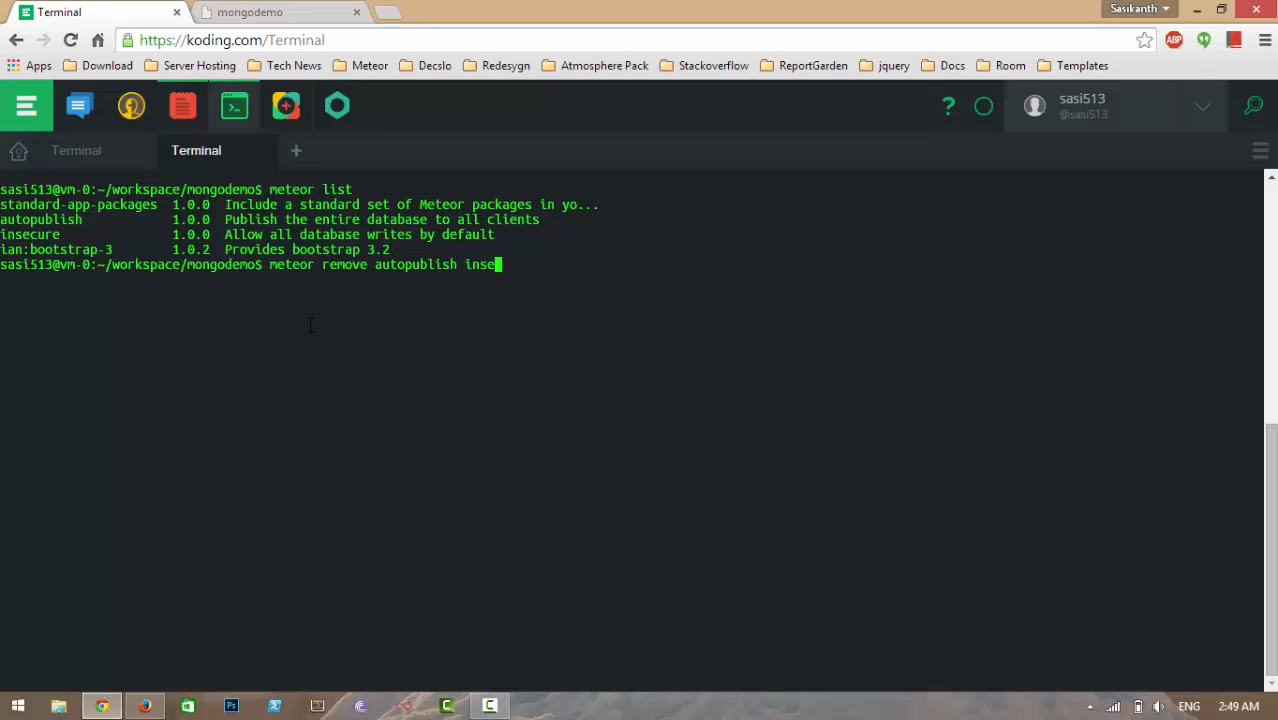 Terminal
mongodemo
Sasikanth
https://koding.com/Terminal
ABP
Apps
Download
Server Hosting
Tech News
Meteor
Decslo
Redesygn
Atmosphere Pack
Stackoverflow
ReportGarden
jquery
Docs
Room
Templates
sasi513
@sasi513
Terminal
Terminal
sasi513@vm-0:~/workspace/mongodemo$ meteor list
standard-app-packages 1.0.0 Include a standard set of Meteor packages in yo...
autopublish 1.0.0 Publish the entire database to all clients
insecure 1.0.0 Allow all database writes by default
ian:bootstrap-3 1.0.2 Provides bootstrap 3.2
sasi513@vm-0:~/workspace/mongodemo$ meteor remove autopublish inse
Ps
ENG
2:49 AM